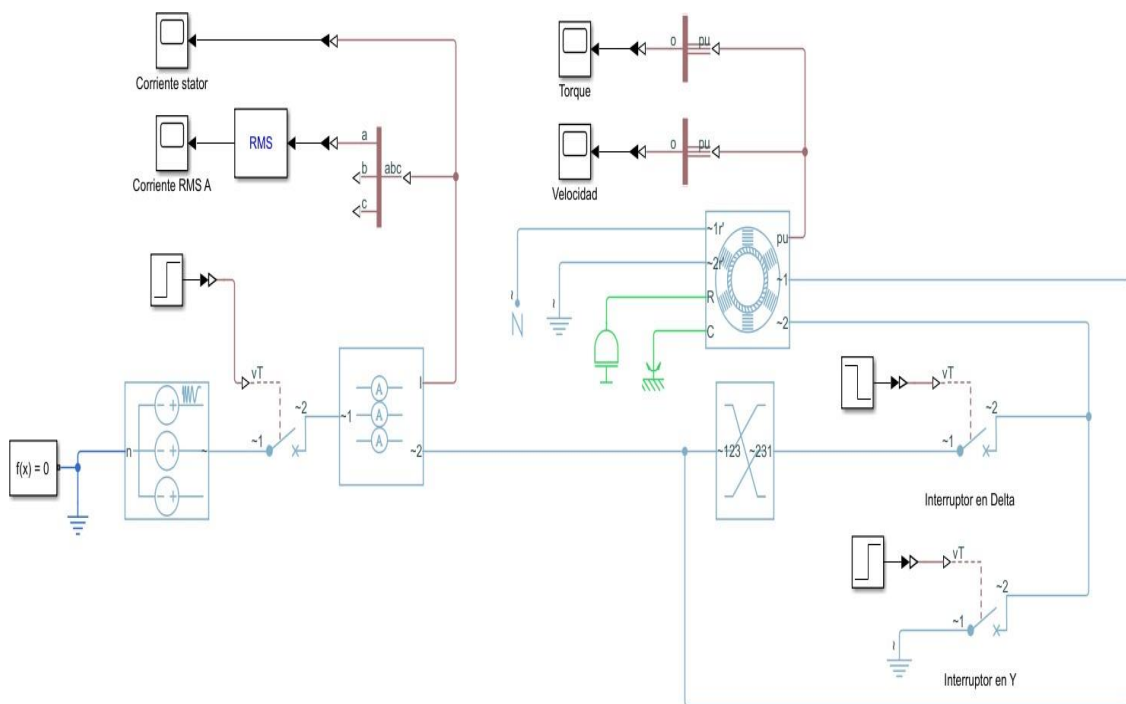 Corriente stator
RMS
Corriente RMS A
a
b
c
abc
Torque
o
pu
Velocidad
o
pu
~1r'
~2r'
R
C
pu
~1
~2
~
N
~
vT
~1
~2
f(x) = 0
n
~
A
A
A
~1
I
~2
~123
~231
vT
~1
~2
Interruptor en Delta
vT
~1
~2
~
Interruptor en Y